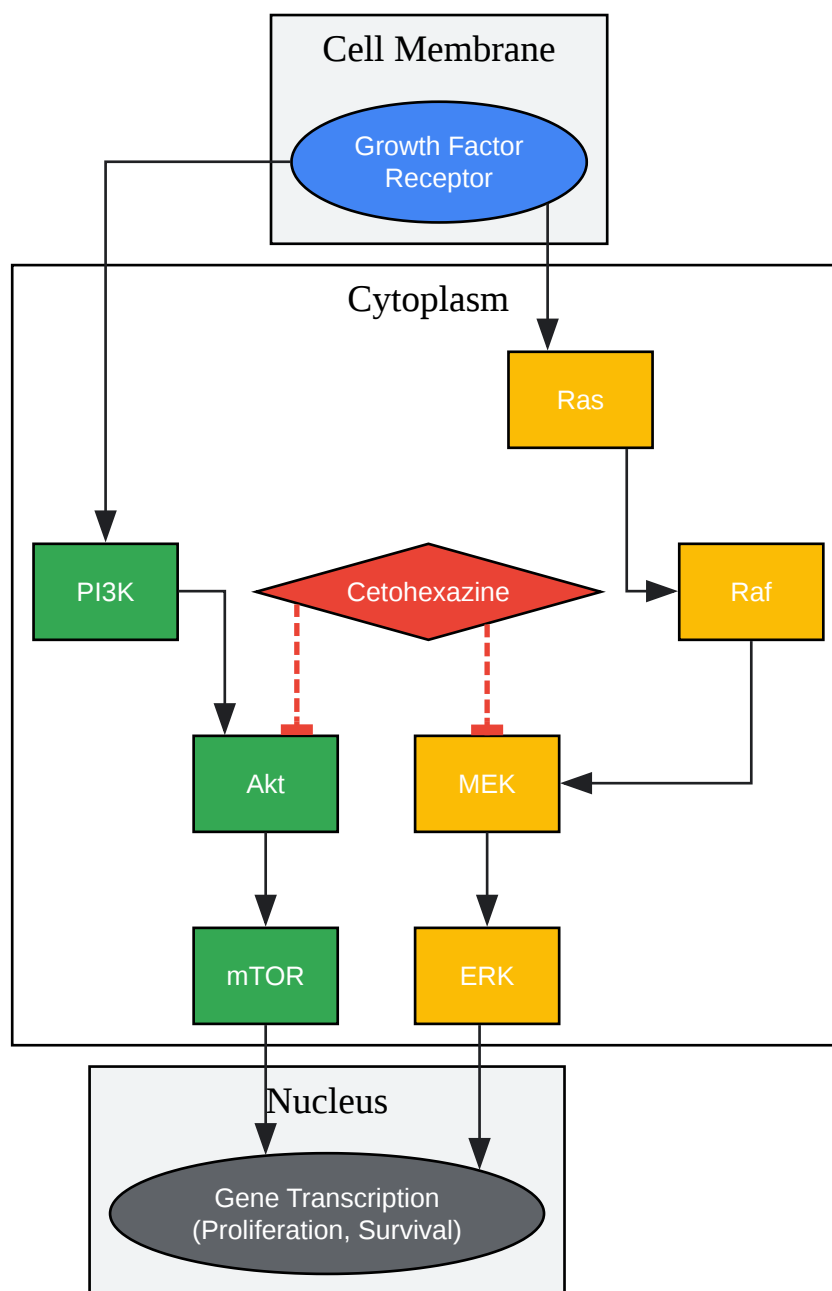 Cell Membrane
Growth Factor
Receptor
Cytoplasm
Ras
PI3K
Cetohexazine
Raf
Akt
MEK
mTOR
ERK
Nucleus
Gene Transcription
(Proliferation, Survival)